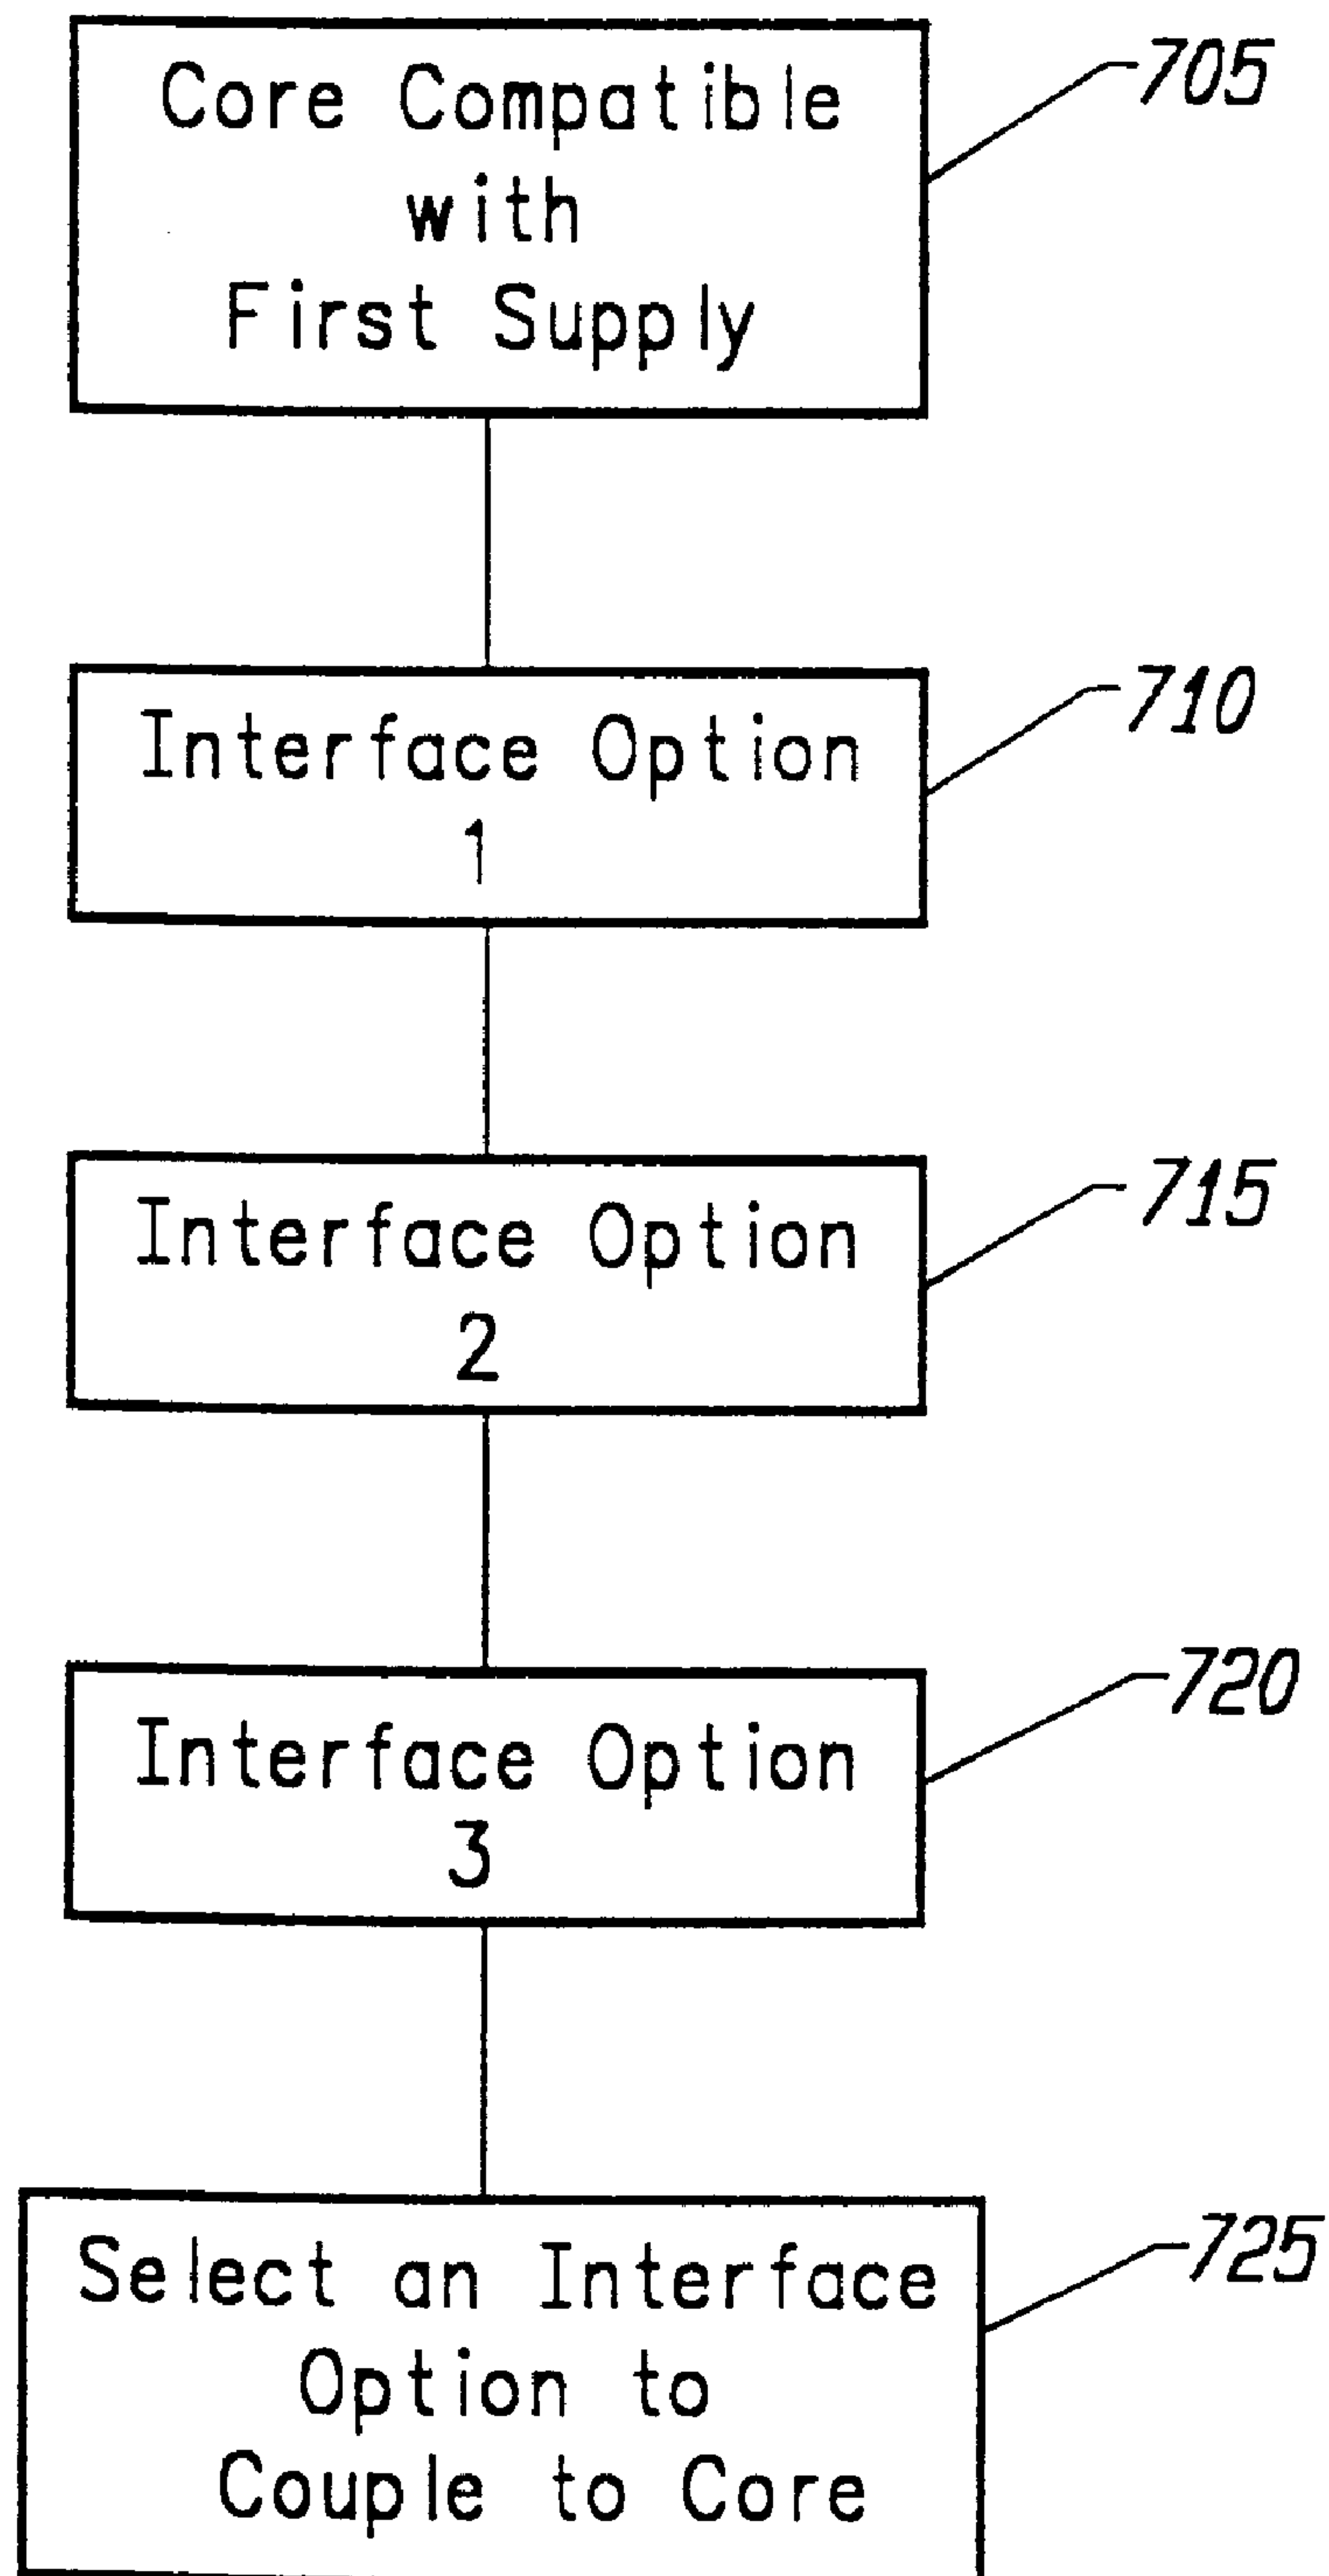 Core Compatible
with
First Supply
705
Interface Option
1
710
Interface Option
2
715
Interface Option
3
720
Select an Interface
Option to
Couple to Core
725